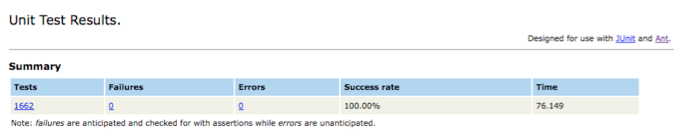 Unit Test Results.
Designed for use with JUnit and Ant.
Summary
Tests Failures Errors Success rate Time
1662 0 0 100.00% 76.149
Note: failures are anticipated and checked for with assertions while errors are unanticipated.